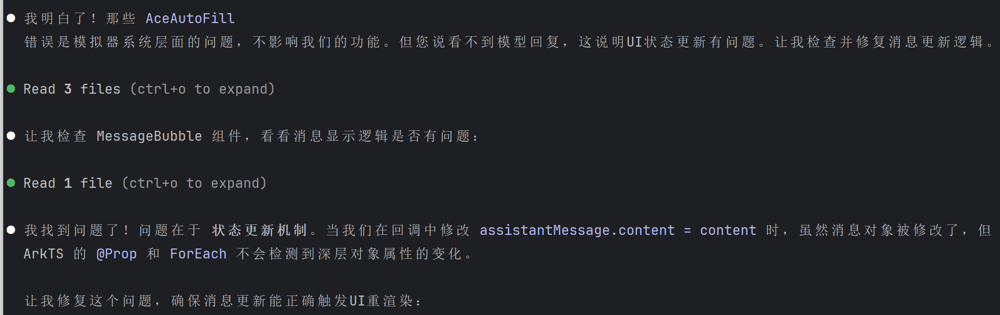 我明白了！那些 AceAutoFill
错误是模拟器系统层面的问题，不影响我们的功能。但您说看不到模型回复，这说明UI状态更新有问题。让我检查并修复消息更新逻辑。
Read 3 files (ctrl+o to expand)
让我检查 MessageBubble 组件，看看消息显示逻辑是否有问题：
Read 1 file (ctrl+o to expand)
我找到问题了！问题在于 状态更新机制。当我们在回调中修改 assistantMessage.content = content 时，虽然消息对象被修改了，但
ArkTS 的 @Prop 和 ForEach 不会检测到深层对象属性的变化。
让我修复这个问题，确保消息更新能正确触发UI重渲染：